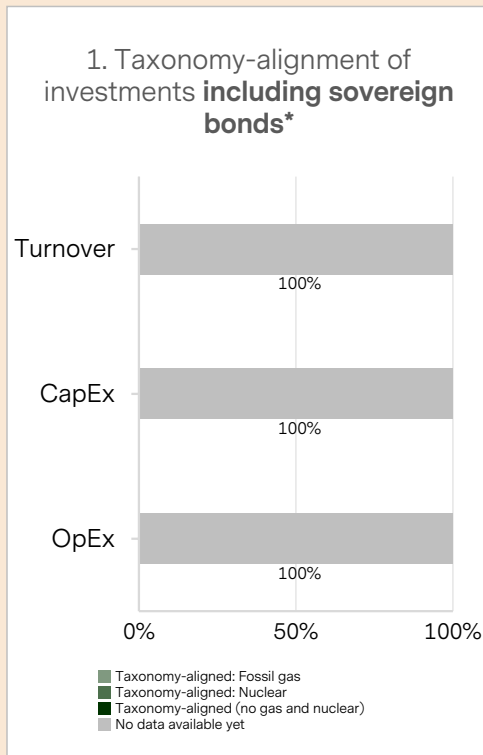 1. Taxonomy-alignment of
investments including sovereign
bonds*
Turnover
100%
CapEx
100%
OpEx
100%
0% 50% 100%
Taxonomy-aligned: Fossil gas
Taxonomy-aligned: Nuclear
Taxonomy-aligned (no gas and nuclear)
No data available yet